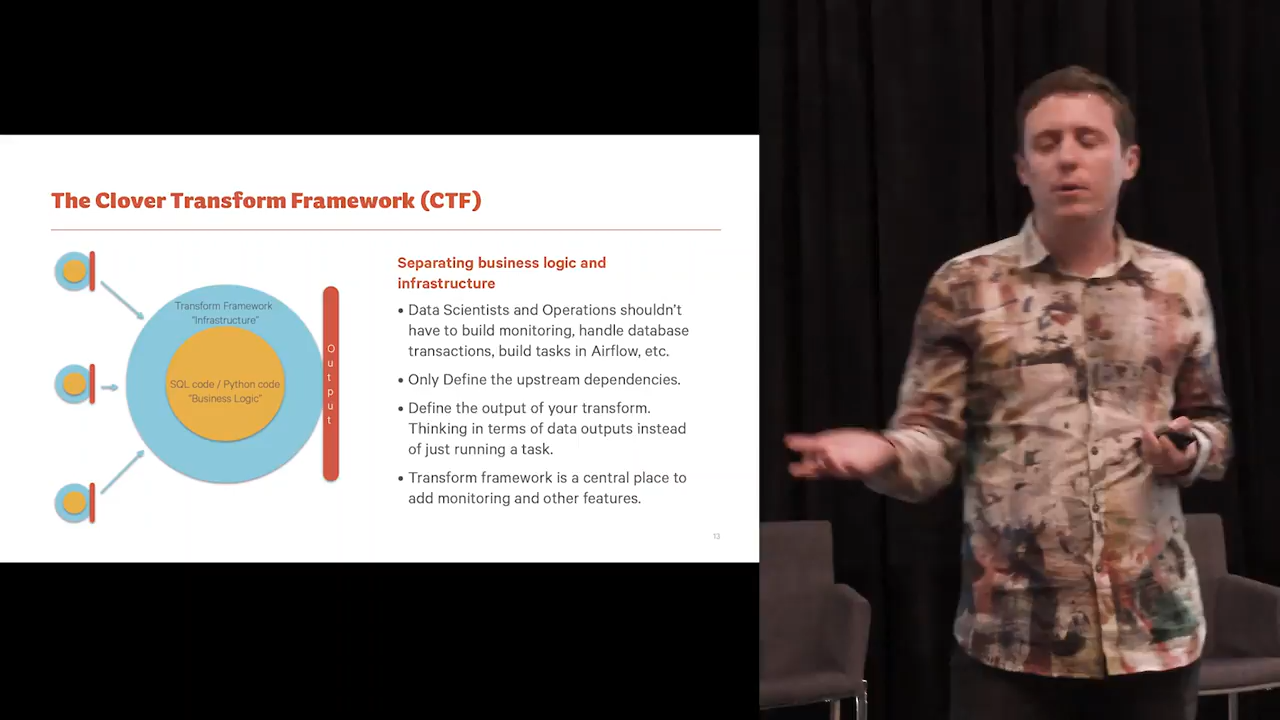 The Clover Transform Framework (CTF)
Transform Framework
"Infrastructure"
SQL code / Python code
"Business Logic"
Output
Separating business logic and
infrastructure
• Data Scientists and Operations shouldn't
have to build monitoring, handle database
transactions, build tasks in Airflow, etc.
• Only Define the upstream dependencies.
• Define the output of your transform.
Thinking in terms of data outputs instead
of just running a task.
• Transform framework is a central place to
add monitoring and other features.
13